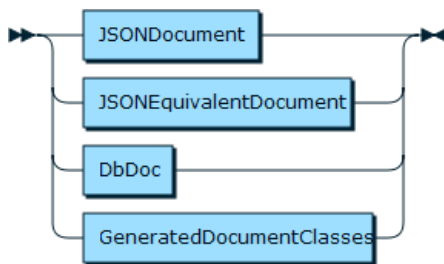 JSONDocument
JSONEquivalentDocument
DbDoc
GeneratedDocumentClasses